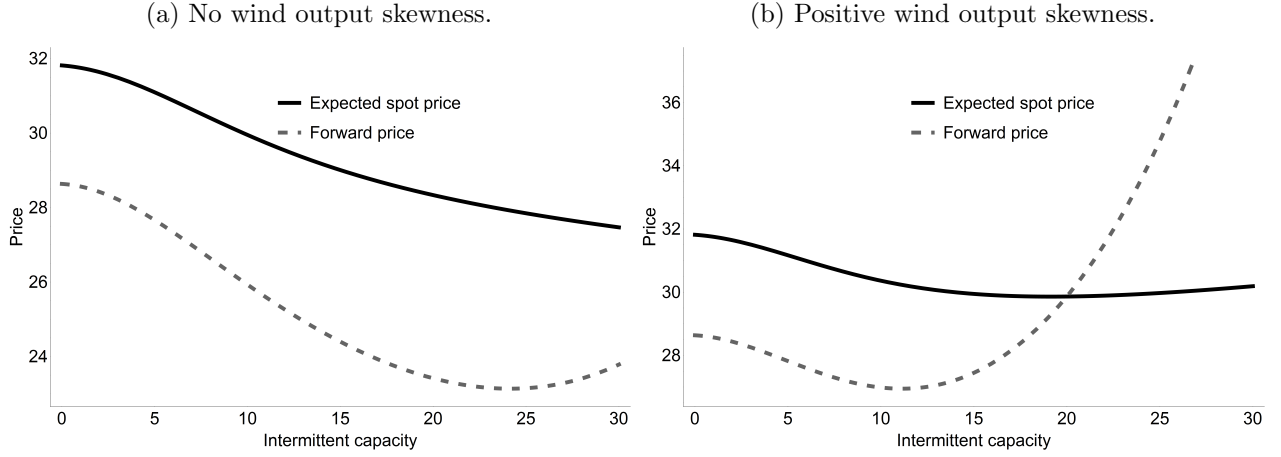 (a) No wind output skewness.
32
30
28
26
24
Price
Expected spot price
Forward price
0 5 10 15 20 25 30
Intermittent capacity
(b) Positive wind output skewness.
36
34
32
30
28
Price
Expected spot price
Forward price
0 5 10 15 20 25 30
Intermittent capacity